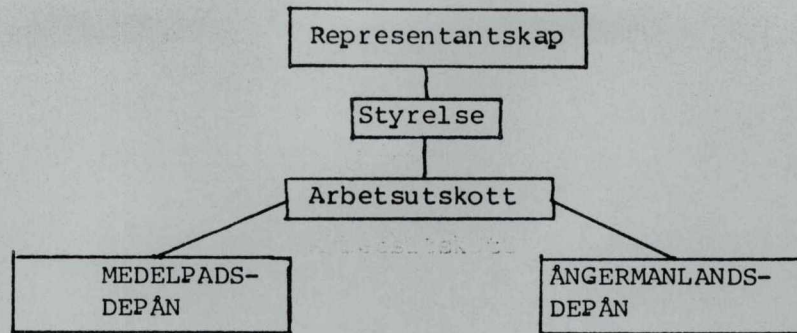 Representantskap
Styrelse
Arbetsutskott
MEDELPADS-
DEPÅN
ÅNGERMANLANDS-
DEPÅN